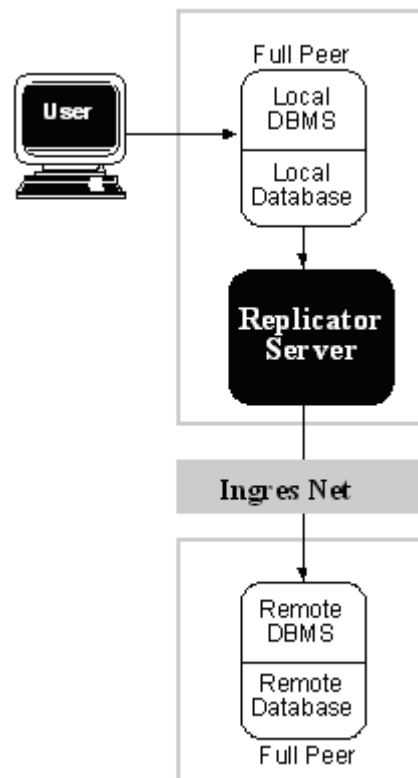 Full Peer
User
Local
DBMS
Local
Database
Replicator
Server
Ingres Net
Remote
DBMS
Remote
Database
Full Peer